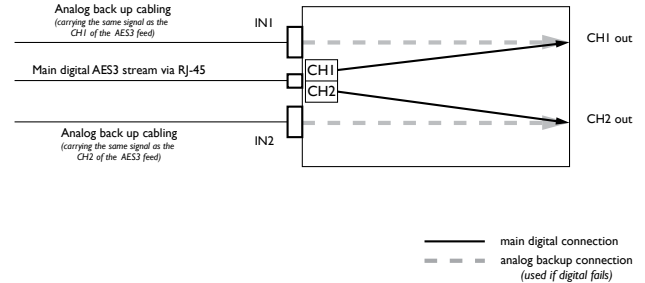 Analog back up cabling
(carrying the same signal as the
CH1 of the AES3 feed)
IN1
CH1 out
Main digital AES3 stream via RJ-45
CH1
CH2
Analog back up cabling
(carrying the same signal as the
CH2 of the AES3 feed)
IN2
CH2 out
main digital connection
analog backup connection
(used if digital fails)